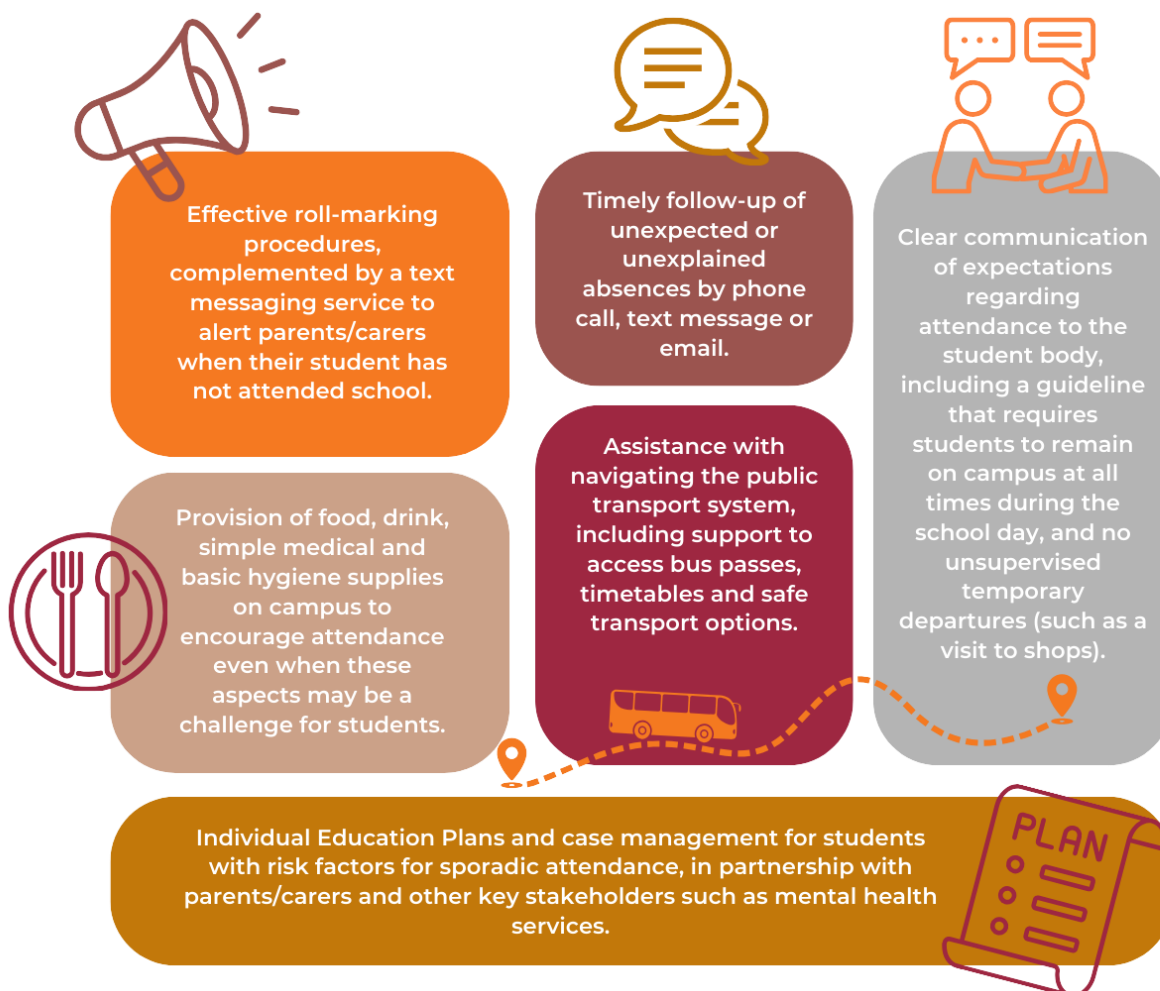 Effective roll-marking
procedures,
complemented by a text
messaging service to
alert parents/carers
when their student has
not attended school.
Timely follow-up of
unexpected or
unexplained
absences by phone
call, text message or
email.
Clear communication
of expectations
regarding
attendance to the
student body,
including a guideline
that requires
students to remain
on campus at all
times during the
school day, and no
unsupervised
temporary
departures (such as a
visit to shops).
Provision of food, drink,
simple medical and
basic hygiene supplies
on campus to
encourage attendance
even when these
aspects may be a
challenge for students.
Assistance with
navigating the public
transport system,
including support to
access bus passes,
timetables and safe
transport options.
Individual Education Plans and case management for students
with risk factors for sporadic attendance, in partnership with
parents/carers and other key stakeholders such as mental health
services.
PLAN